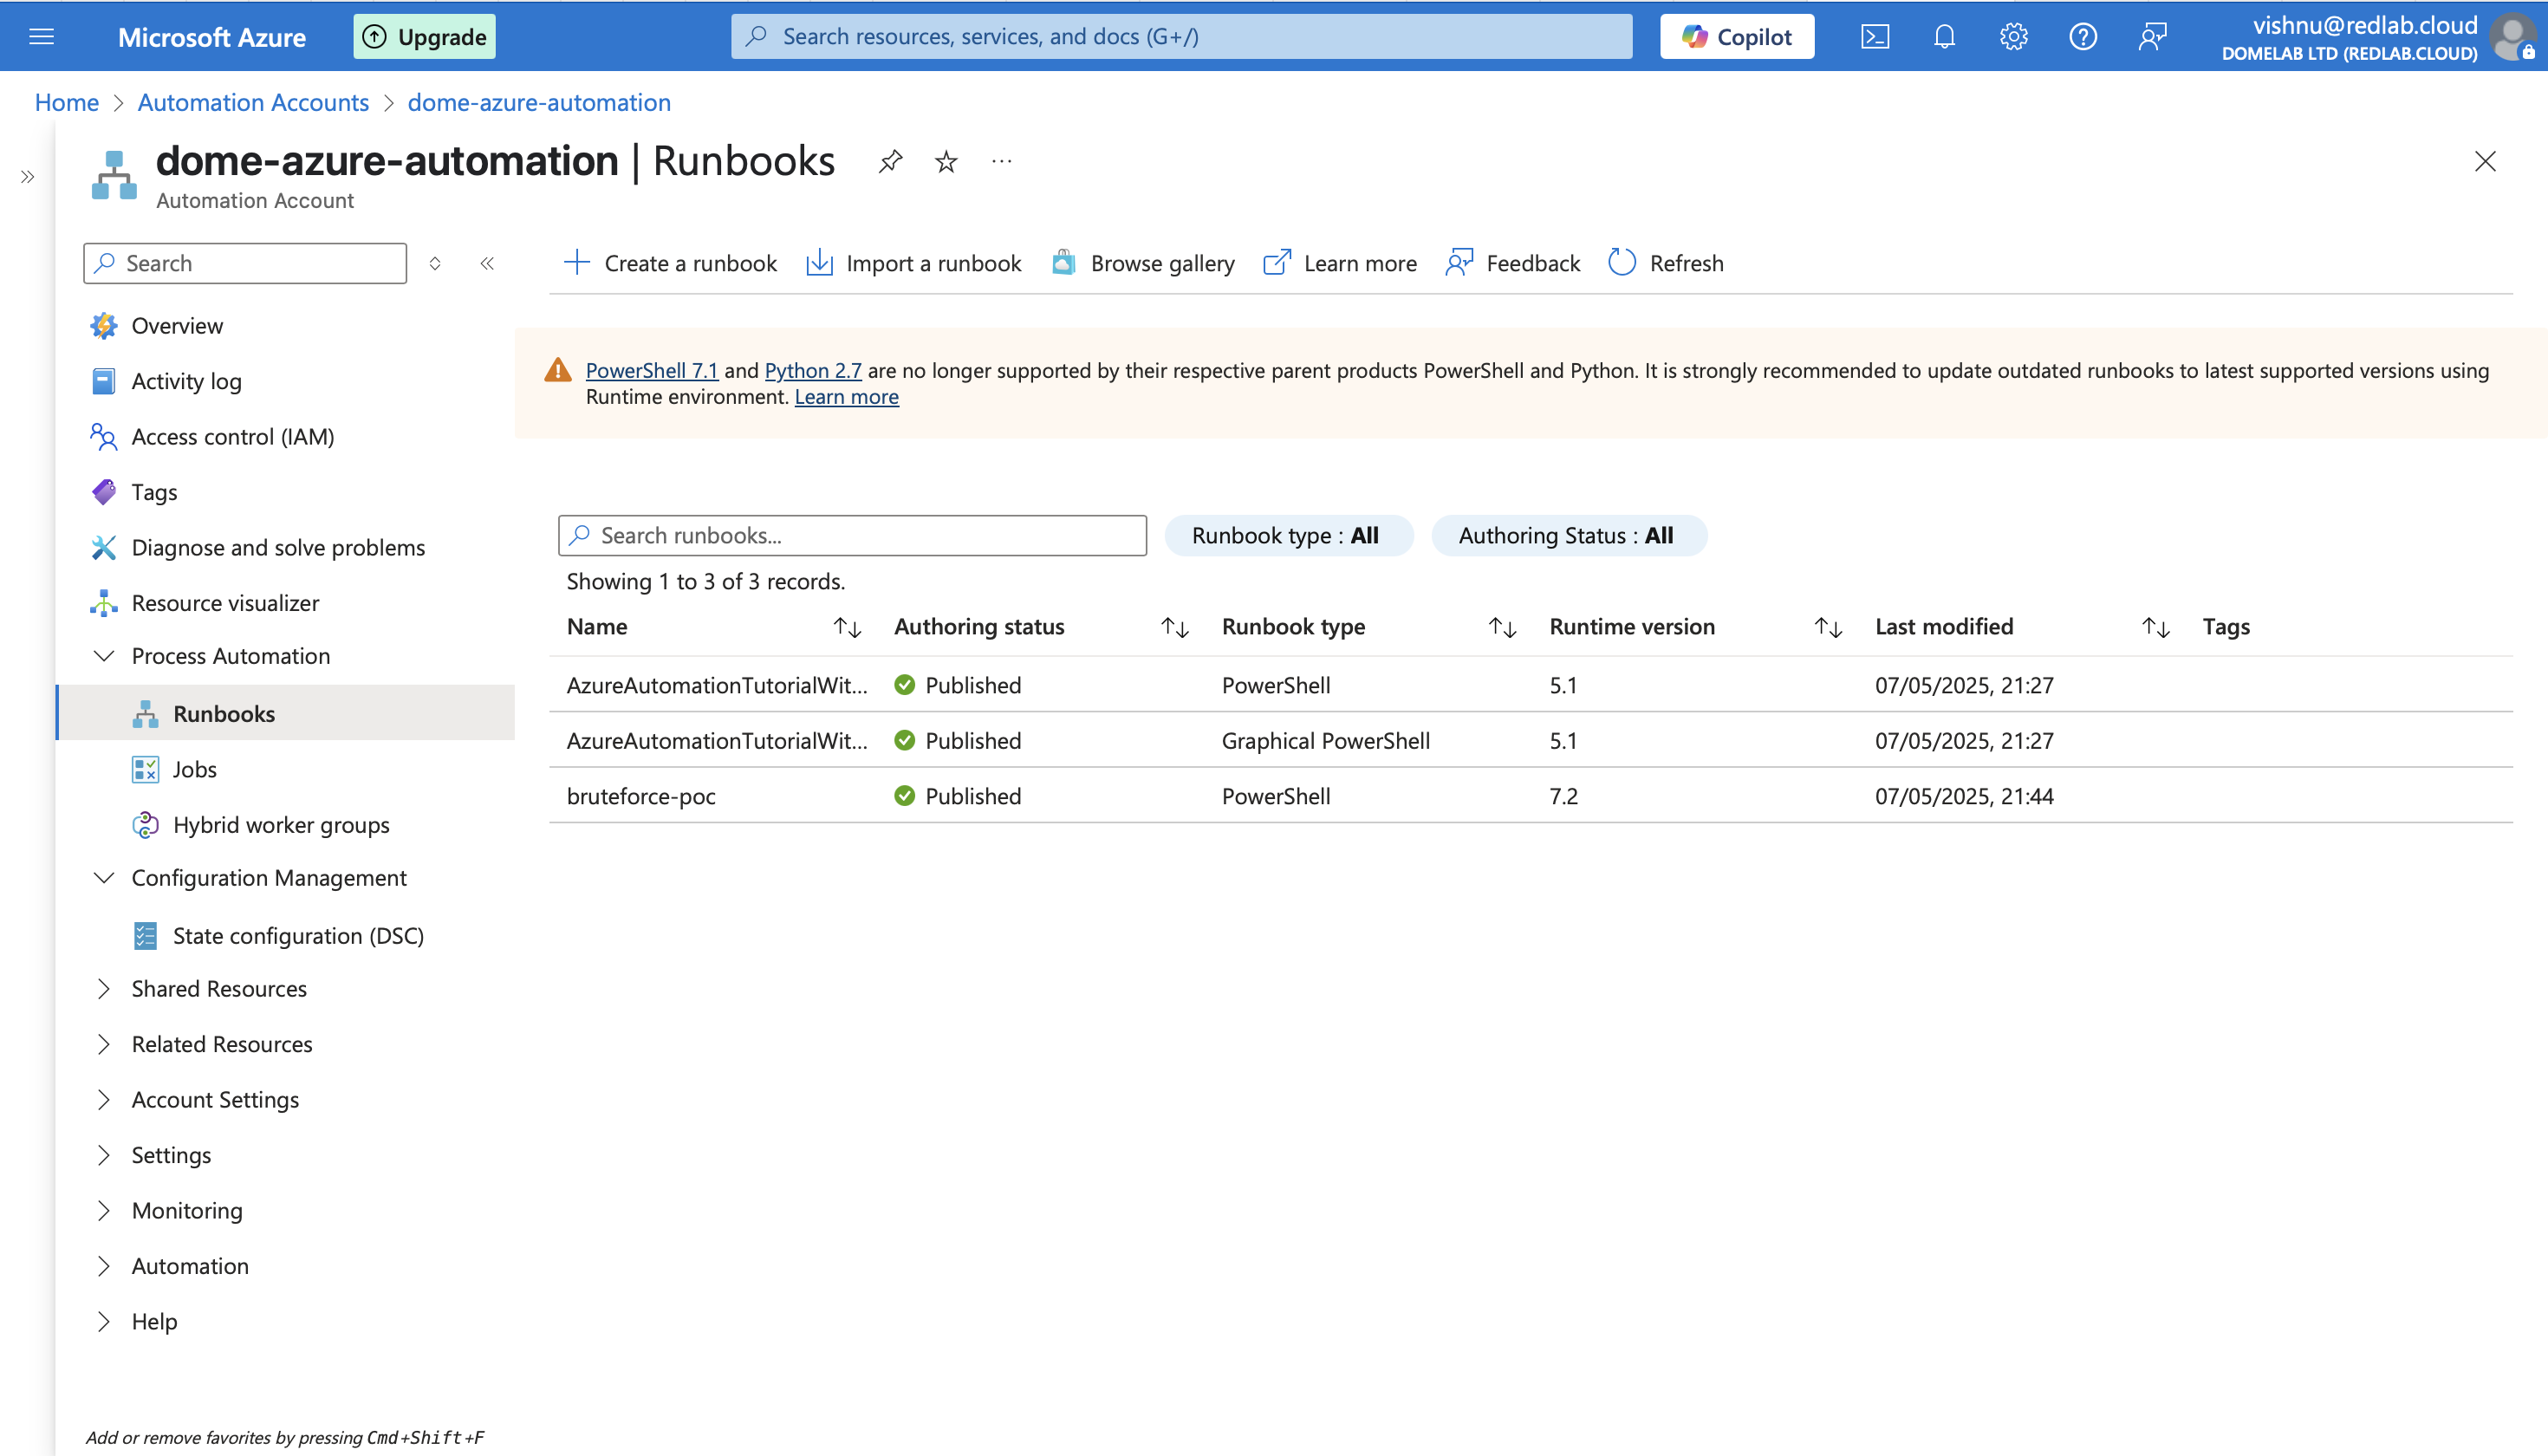 Microsoft Azure
Upgrade
Search resources, services, and docs (G+/)
Copilot
vishnu@redlab.cloud
DOMELAB LTD (REDLAB.CLOUD)
Home > Automation Accounts > dome-azure-automation
dome-azure-automation | Runbooks
Automation Account
Search
Create a runbook
Import a runbook
Browse gallery
Learn more
Feedback
Refresh
Overview
Activity log
Access control (IAM)
Tags
Diagnose and solve problems
Resource visualizer
Process Automation
Runbooks
Jobs
Hybrid worker groups
Configuration Management
State configuration (DSC)
Shared Resources
Related Resources
Account Settings
Settings
Monitoring
Automation
Help
Add or remove favorites by pressing Cmd+Shift+F
PowerShell 7.1 and Python 2.7 are no longer supported by their respective parent products PowerShell and Python. It is strongly recommended to update outdated runbooks to latest supported versions using
Runtime environment. Learn more
Search runbooks...
Runbook type : All
Authoring Status : All
Showing 1 to 3 of 3 records.
Name Authoring status Runbook type Runtime version Last modified Tags
AzureAutomationTutorialWit... Published PowerShell 5.1 07/05/2025, 21:27
AzureAutomationTutorialWit... Published Graphical PowerShell 5.1 07/05/2025, 21:27
bruteforce-poc Published PowerShell 7.2 07/05/2025, 21:44